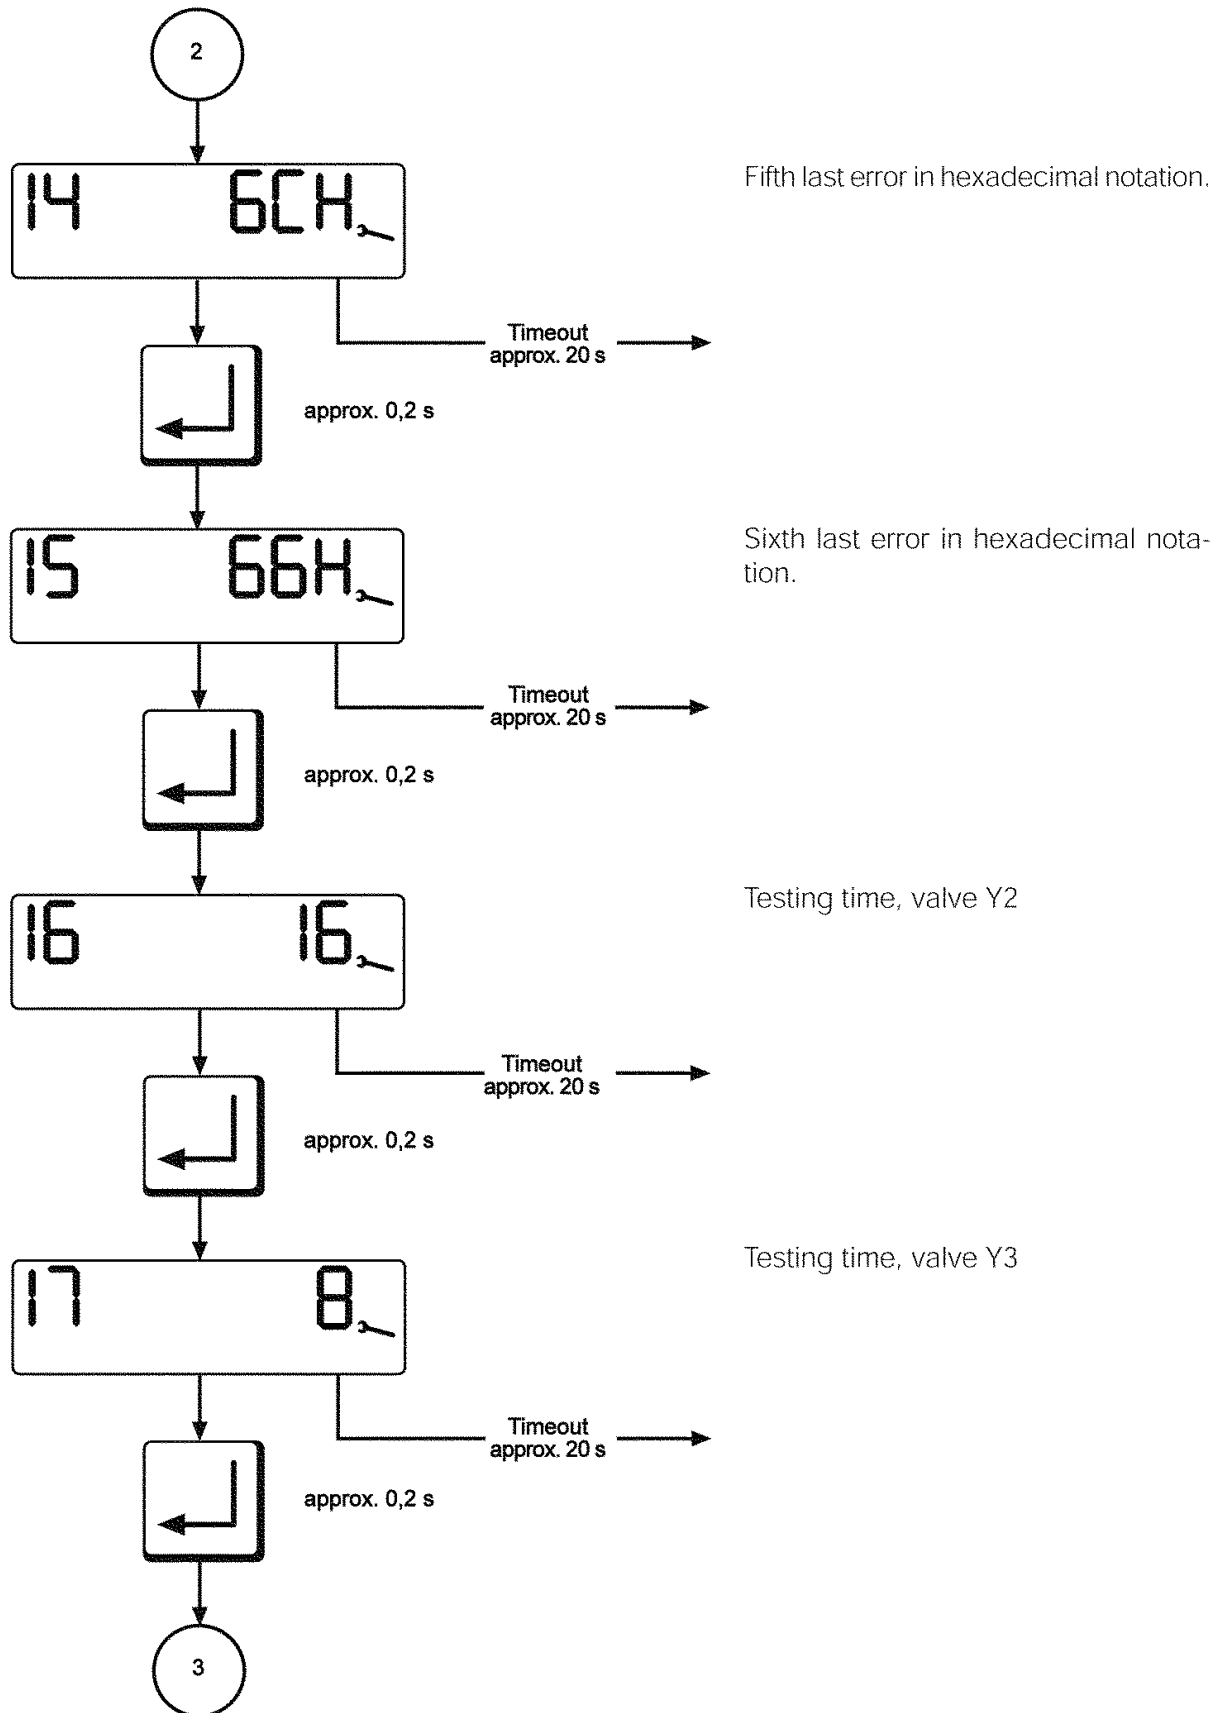 2
14 6CH
Fifth last error in hexadecimal notation.
Timeout
approx. 20 s
approx. 0,2 s
15 66H
Sixth last error in hexadecimal nota-
tion.
Timeout
approx. 20 s
approx. 0,2 s
16 16
Testing time, valve Y2
Timeout
approx. 20 s
approx. 0,2 s
17 8
Testing time, valve Y3
Timeout
approx. 20 s
approx. 0,2 s
3